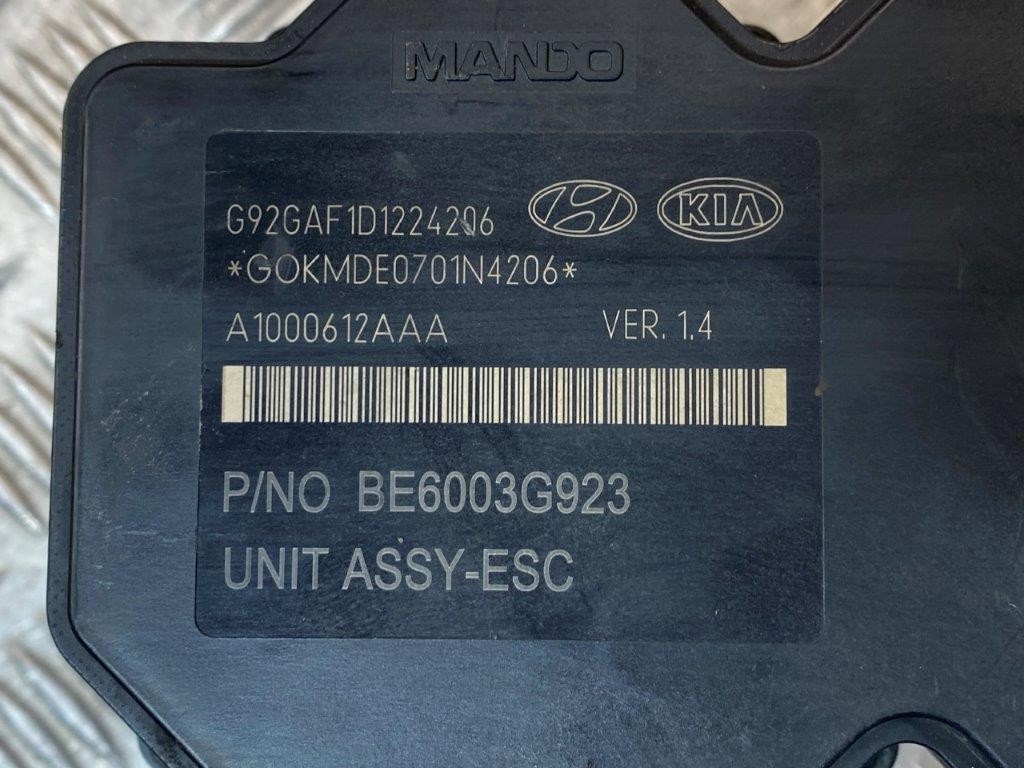 MANDO
G92GAF1D1224206 KIA
*GOKMDE0701N4206*
A1000612AAA VER. 1.4
P/NO BE6003G923
UNIT ASSY-ESC